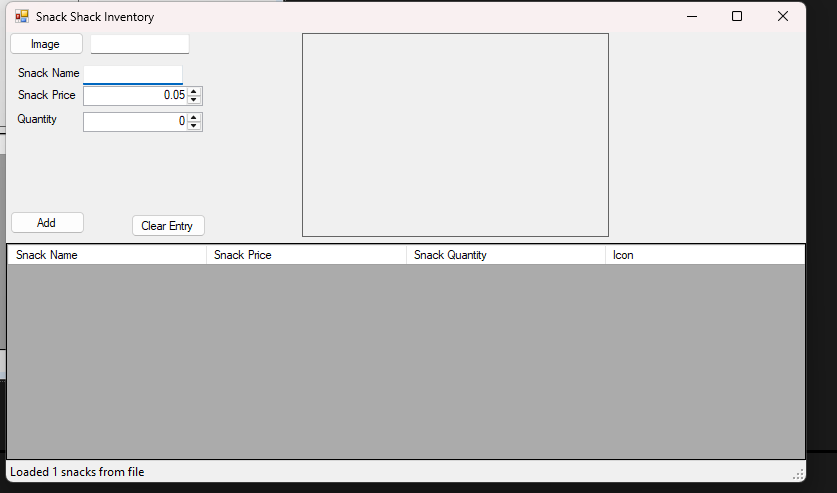 Snack Shack Inventory
Image
Snack Name
Snack Price 0.05
Quantity 0
Add Clear Entry
Snack Name Snack Price Snack Quantity Icon
Loaded 1 snacks from file